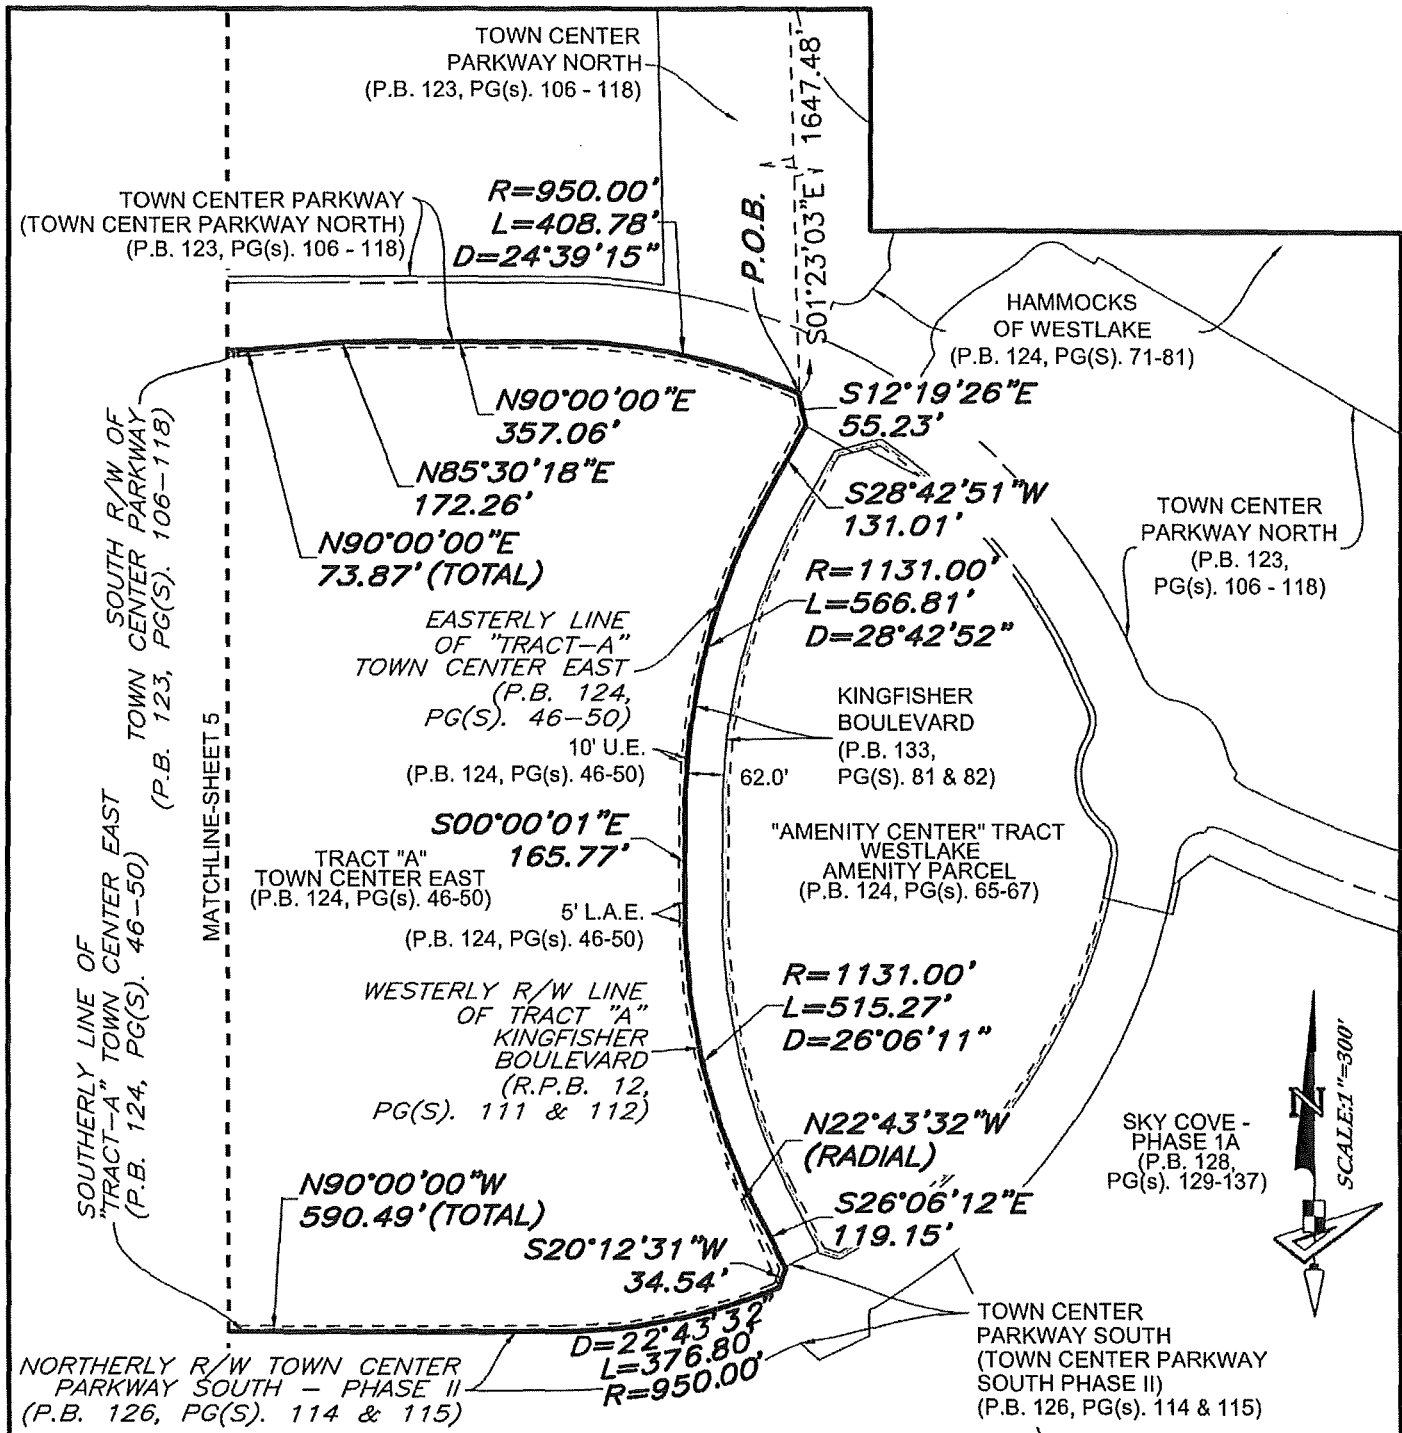 TOWN CENTER
PARKWAY NORTH
(P.B. 123, PG(s). 106 - 118)
1647.48'
S01°23'03"E
P.O.B.
TOWN CENTER PARKWAY
(TOWN CENTER PARKWAY NORTH)
(P.B. 123, PG(s). 106 - 118)
R=950.00'
L=408.78'
D=24°39'15"
HAMMOCKS
OF WESTLAKE
(P.B. 124, PG(S). 71-81)
N90°00'00"E
357.06'
N85°30'18"E
172.26'
N90°00'00"E
73.87' (TOTAL)
S12°19'26"E
55.23'
S28°42'51"W
131.01'
TOWN CENTER
PARKWAY NORTH
(P.B. 123,
PG(s). 106 - 118)
SOUTH R/W OF
TOWN CENTER PARKWAY
(P.B. 123, PG(S). 106-118)
R=1131.00'
L=566.81'
D=28°42'52"
EASTERLY LINE
OF "TRACT-A"
TOWN CENTER EAST
(P.B. 124,
PG(S). 46-50)
KINGFISHER
BOULEVARD
(P.B. 133,
PG(S). 81 & 82)
10' U.E.
(P.B. 124, PG(s). 46-50)
62.0'
MATCHLINE-SHEET 5
S00°00'01"E
165.77'
TRACT "A"
TOWN CENTER EAST
(P.B. 124, PG(s). 46-50)
"AMENITY CENTER" TRACT
WESTLAKE
AMENITY PARCEL
(P.B. 124, PG(s). 65-67)
5' L.A.E.
(P.B. 124, PG(s). 46-50)
SOUTHERLY LINE OF
"TRACT-A" TOWN CENTER EAST
(P.B. 124, PG(S). 46-50)
WESTERLY R/W LINE
OF TRACT "A"
KINGFISHER
BOULEVARD
(R.P.B. 12,
PG(S). 111 & 112)
R=1131.00'
L=515.27'
D=26°06'11"
N22°43'32"W
(RADIAL)
SKY COVE -
PHASE 1A
(P.B. 128,
PG(s). 129-137)
N
SCALE:1"=300'
N90°00'00"W
590.49' (TOTAL)
S26°06'12"E
119.15'
S20°12'31"W
34.54'
D=22°43'32"
L=376.80'
R=950.00'
TOWN CENTER
PARKWAY SOUTH
(TOWN CENTER PARKWAY
SOUTH PHASE II)
(P.B. 126, PG(s). 114 & 115)
NORTHERLY R/W TOWN CENTER
PARKWAY SOUTH - PHASE II
(P.B. 126, PG(S). 114 & 115)